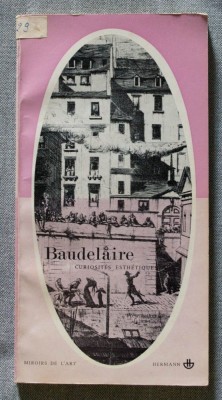 Baudelaire
CURIOSITÉS ESTHÉTIQUES
MIROIRS DE L'ART
HERMANN